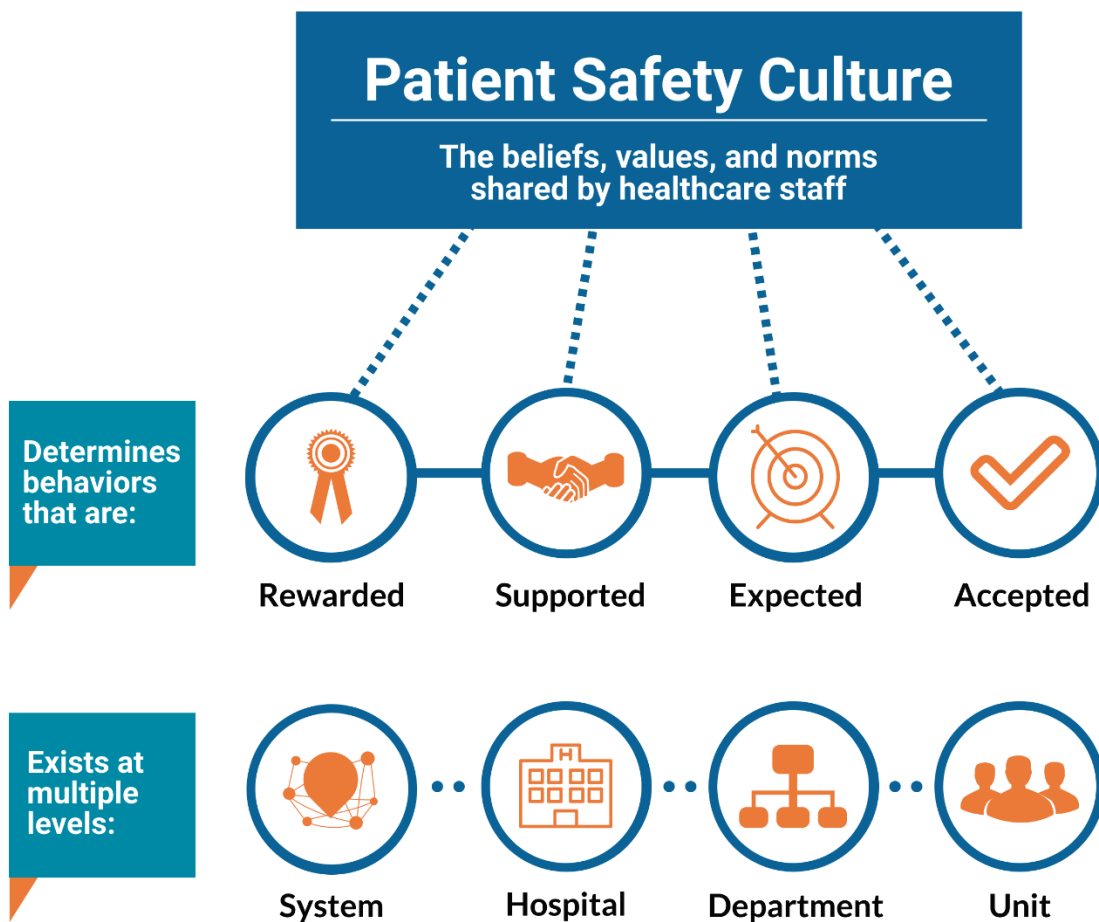 Patient Safety Culture
The beliefs, values, and norms
shared by healthcare staff
Determines
behaviors
that are:
Rewarded
Supported
Expected
Accepted
Exists at
multiple
levels:
H
System
Hospital
Department
Unit